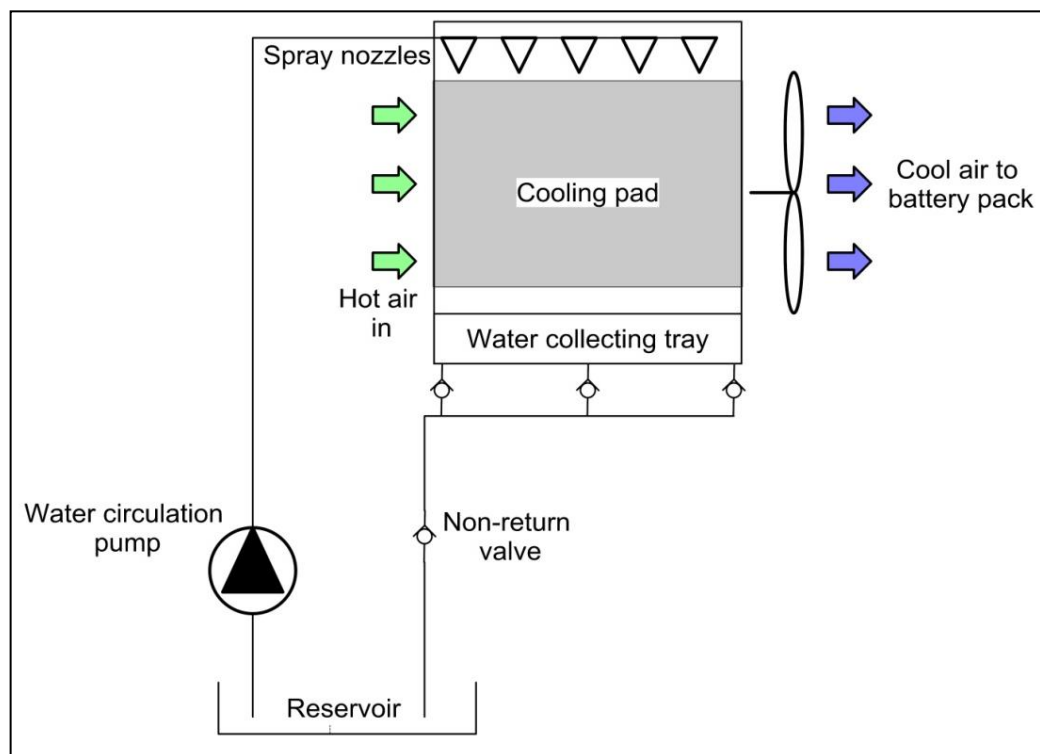 Spray nozzles
Cooling pad
Cool air to
battery pack
Hot air
in
Water collecting tray
Water circulation
pump
Non-return
valve
Reservoir